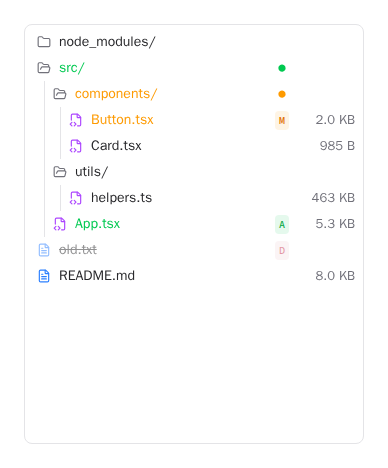 node_modules/
src/
components/
Button.tsx M 2.0 KB
Card.tsx 985 B
utils/
helpers.ts 463 KB
App.tsx A 5.3 KB
old.txt D
README.md 8.0 KB